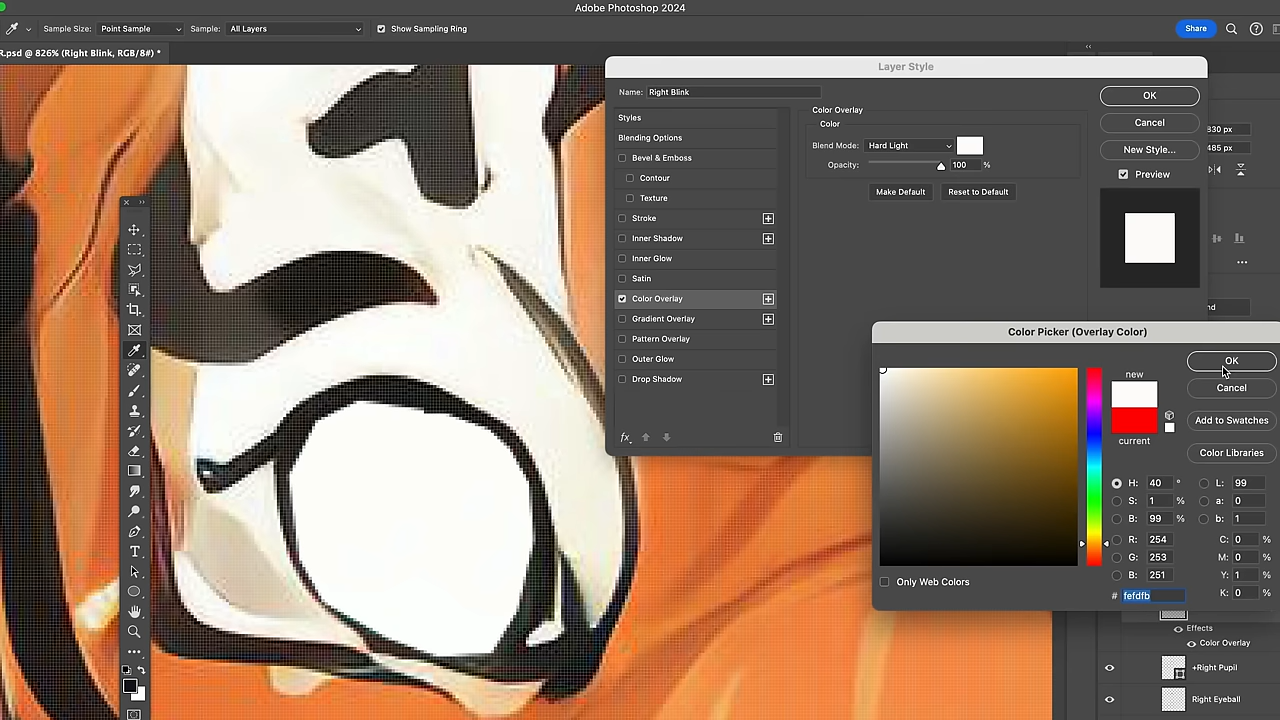 Adobe Photoshop 2024
Sample Size: Point Sample Sample: All Layers Show Sampling Ring Share
R.psd @ 826% (Right Blink, RGB/8#) *
Layer Style
Name: Right Blink
Styles
Blending Options
Bevel & Emboss
Contour
Texture
Stroke
Inner Shadow
Inner Glow
Satin
Color Overlay
Gradient Overlay
Pattern Overlay
Outer Glow
Drop Shadow
fx
Color Overlay
Color
Blend Mode: Hard Light
Opacity: 100 %
Make Default Reset to Default
OK
Cancel
New Style...
Preview
830 px
485 px
Color Picker (Overlay Color)
new
current
OK
Cancel
Add to Swatches
Color Libraries
H: 40 °
S: 1 %
B: 99 %
R: 254
G: 253
B: 251
# fefdfb
L: 99
a: 0
b: 1
C: 0 %
M: 0 %
Y: 1 %
K: 0 %
Only Web Colors
Effects
Color Overlay
+Right Pupil
Right Eyeball